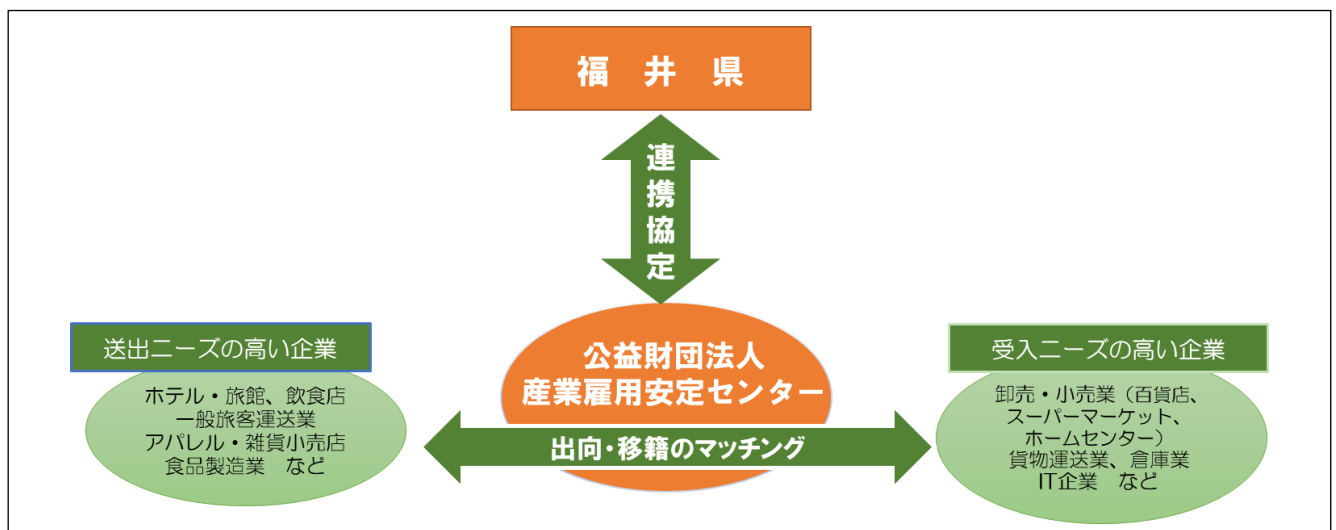 福　井　県
連携協定
公益財団法人
産業雇用安定センター
送出ニーズの高い企業
ホテル・旅館、飲食店
一般旅客運送業
アパレル・雑貨小売店
食品製造業　など
出向・移籍のマッチング
受入ニーズの高い企業
卸売・小売業（百貨店、
スーパーマーケット、
ホームセンター）
貨物運送業、倉庫業
IT企業　など